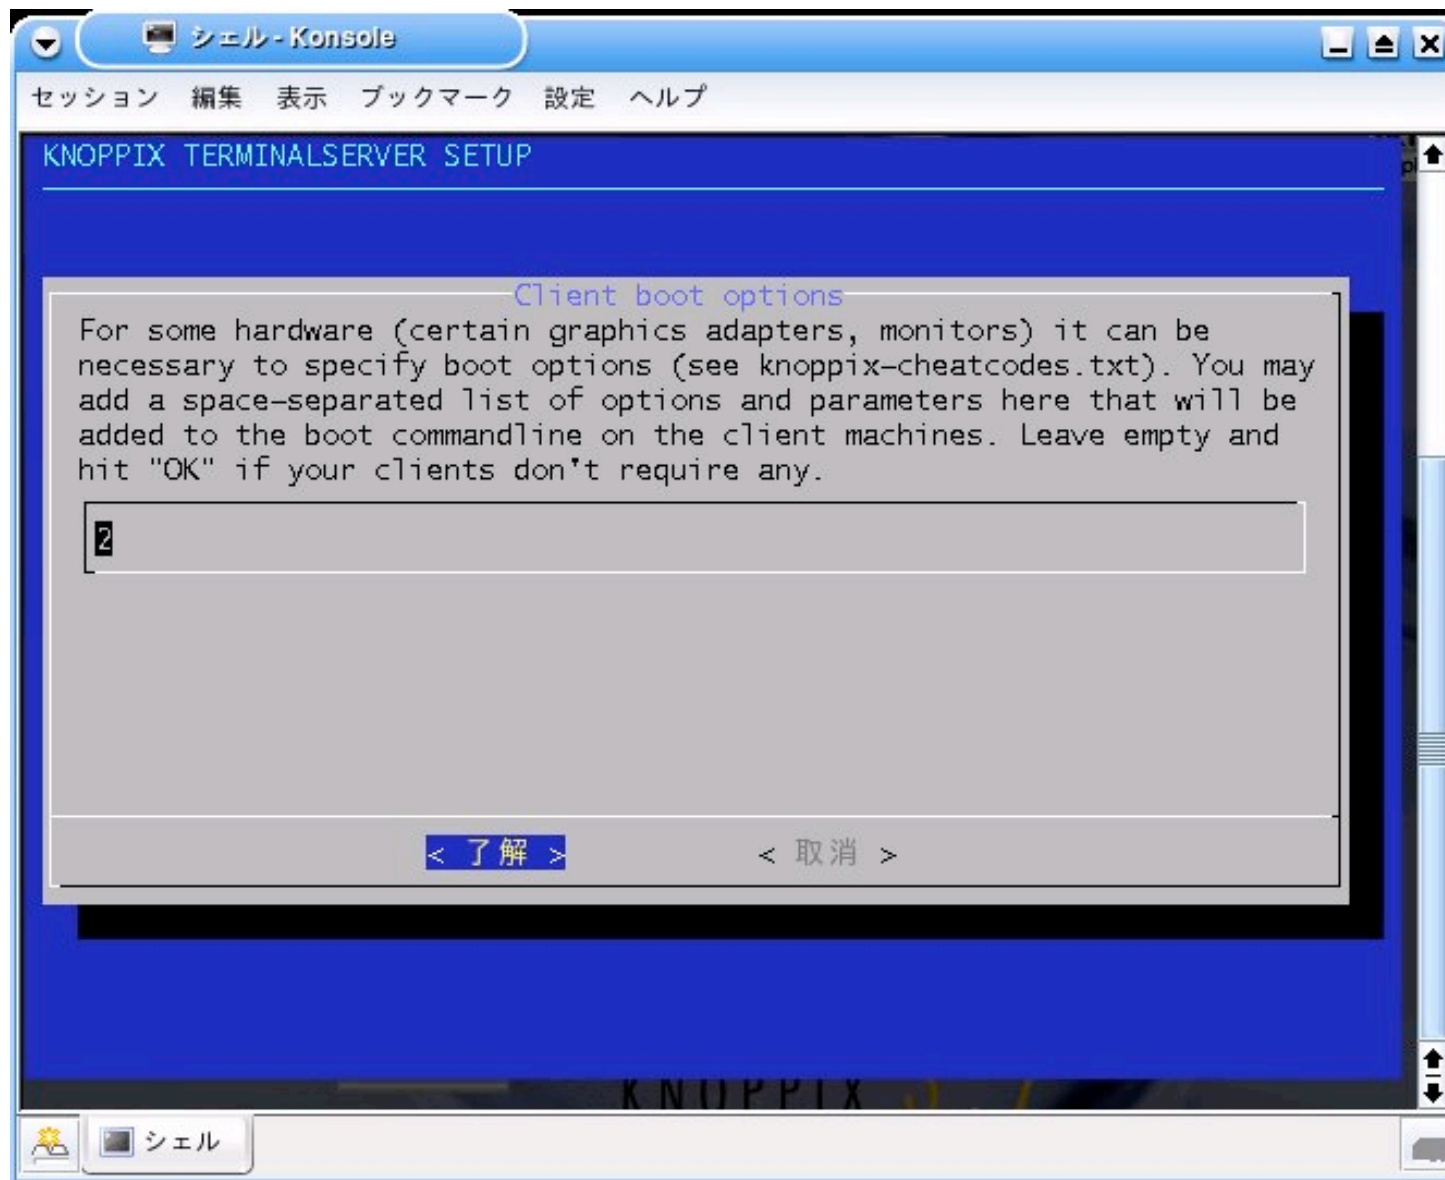 シェル - Konsole
セッション 編集 表示 ブックマーク 設定 ヘルプ
KNOPPIX TERMINALSERVER SETUP
Client boot options
For some hardware (certain graphics adapters, monitors) it can be
necessary to specify boot options (see knoppix-cheatcodes.txt). You may
add a space-separated list of options and parameters here that will be
added to the boot commandline on the client machines. Leave empty and
hit "OK" if your clients don't require any.
2
< 了解 > < 取消 >
KNOPPIX 3.7
シェル